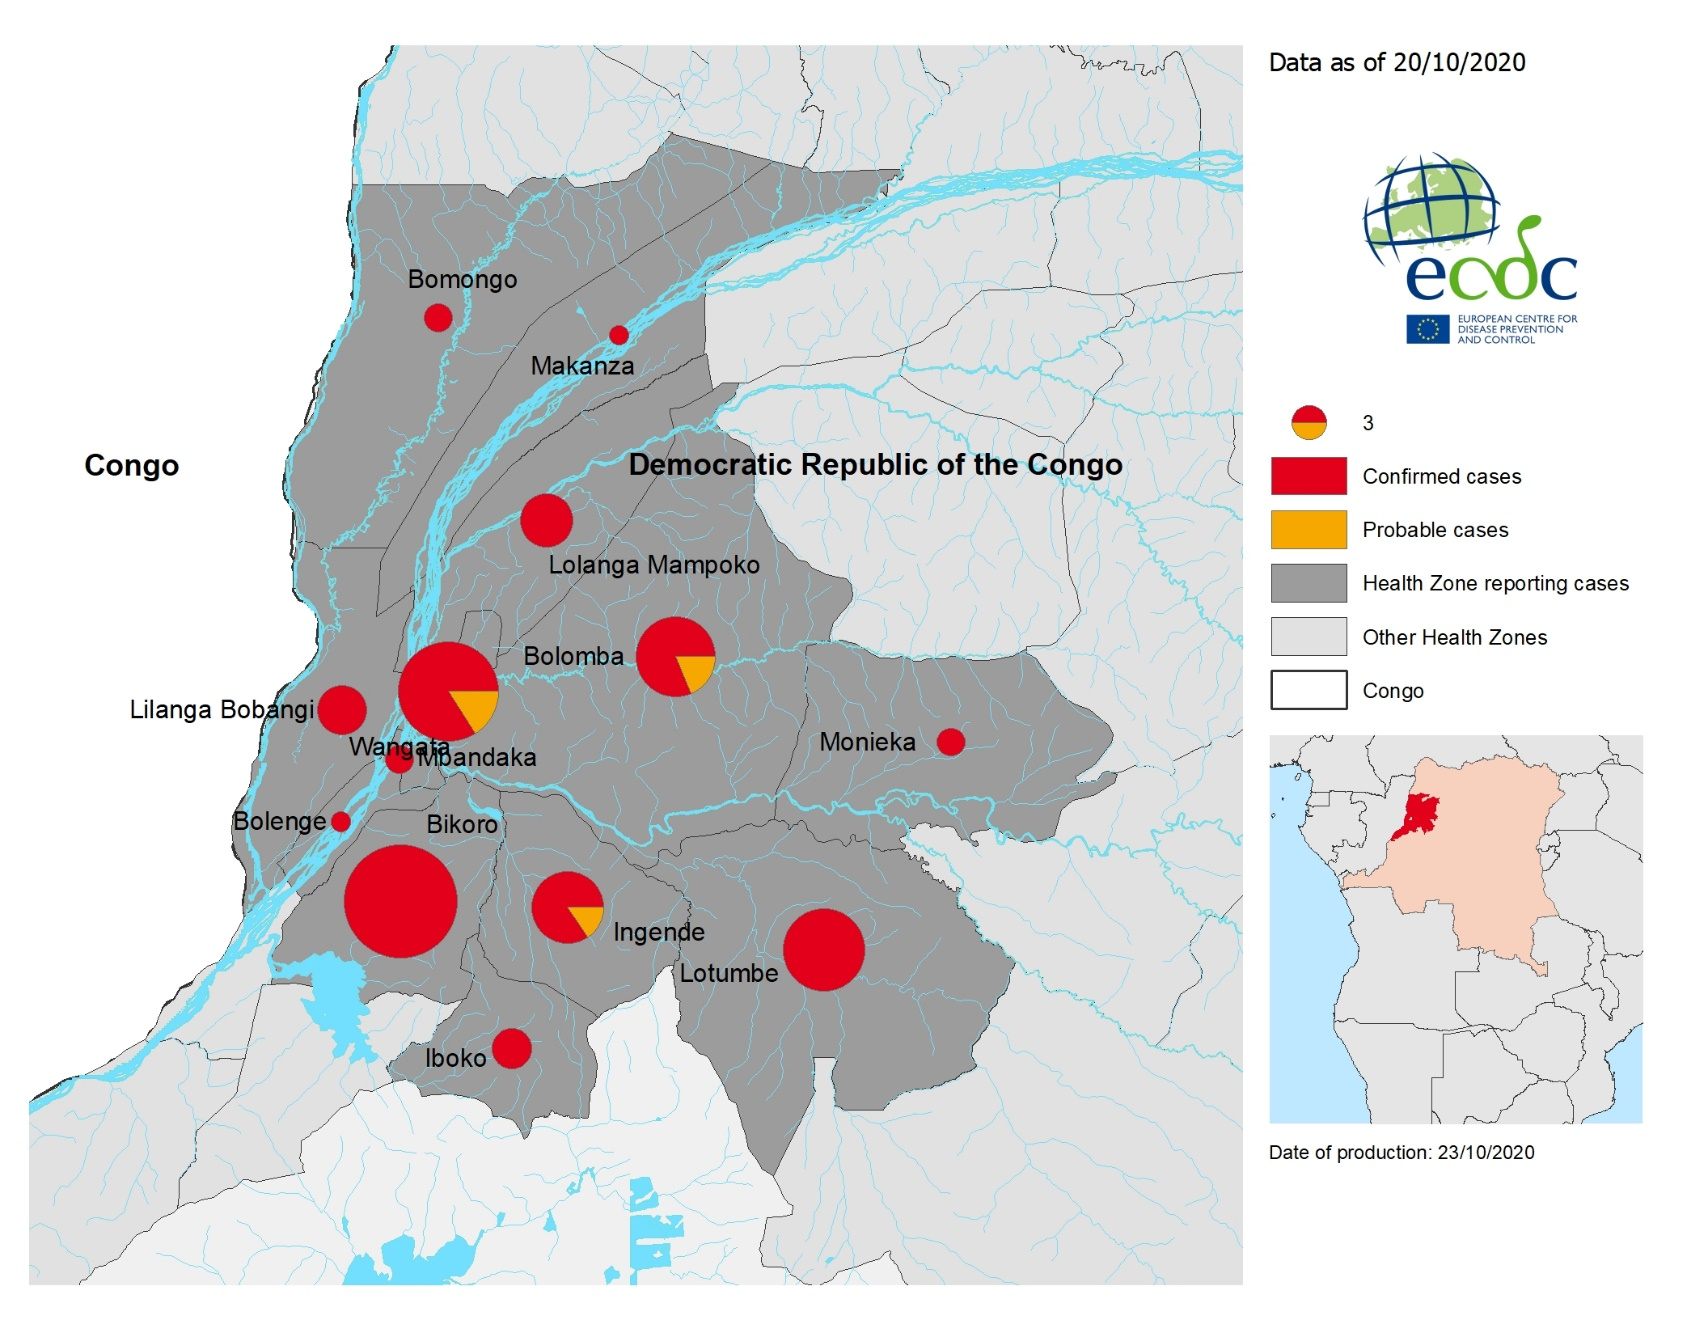 Data as of 20/10/2020
ecdc
EUROPEAN CENTRE FOR
DISEASE PREVENTION
AND CONTROL
Bomongo
Makanza
Congo
Democratic Republic of the Congo
Lolanga Mampoko
Bolomba
Lilanga Bobangi
Wangata
Mbandaka
Monieka
Bolenge
Bikoro
Ingende
Lotumbe
Iboko
3
Confirmed cases
Probable cases
Health Zone reporting cases
Other Health Zones
Congo
Date of production: 23/10/2020